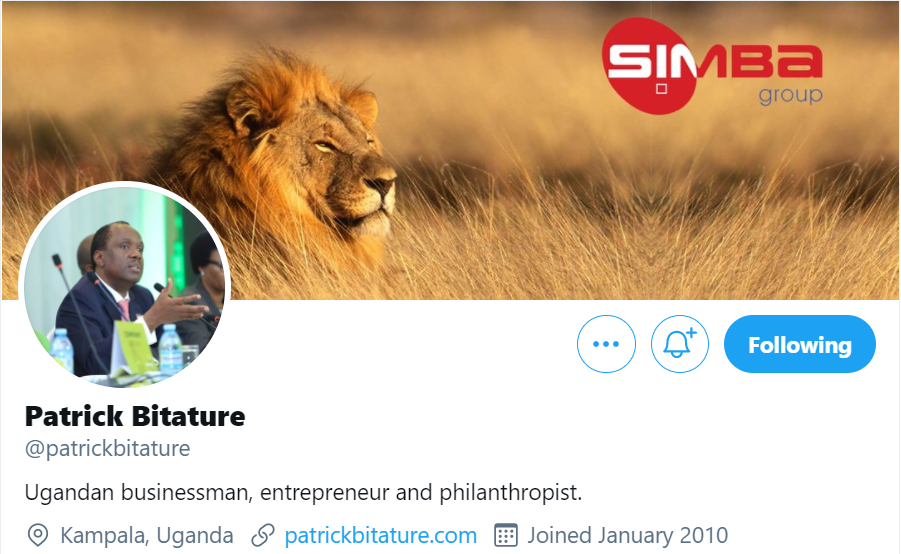 SIMBA
group
Following
Patrick Bitature
@patrickbitature
Ugandan businessman, entrepreneur and philanthropist.
Kampala, Uganda patrickbitature.com Joined January 2010